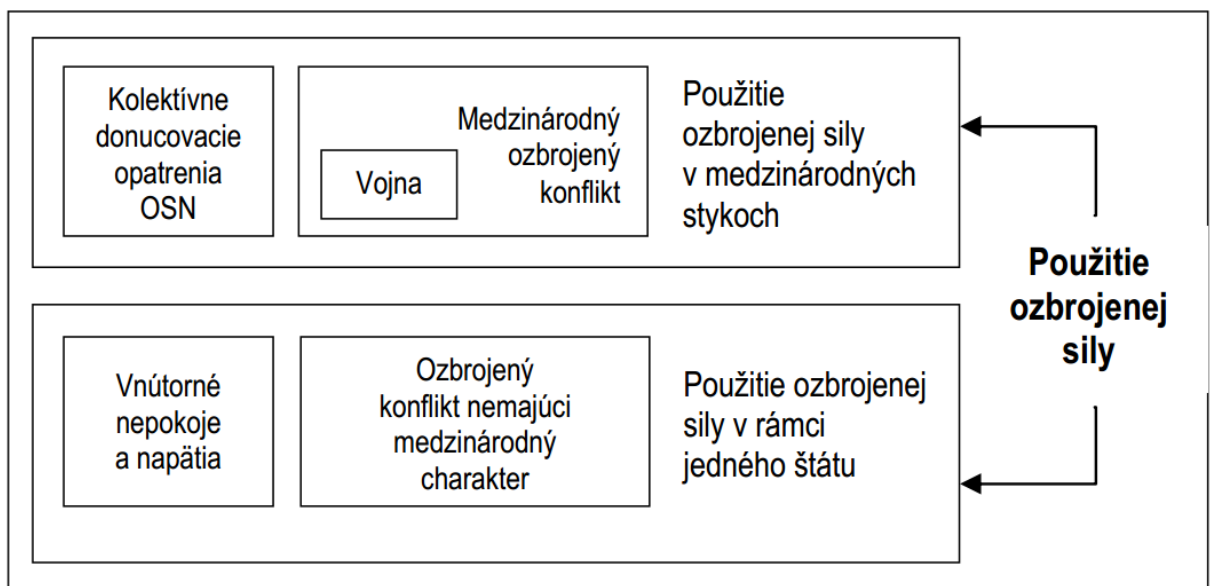 Kolektívne
donucovacie
opatrenia
OSN
Medzinárodný
ozbrojený
konflikt
Vojna
Použitie
ozbrojenej sily
v medzinárodných
stykoch
Použitie
ozbrojenej
sily
Vnútorné
nepokoje
a napätia
Ozbrojený
konflikt nemajúci
medzinárodný
charakter
Použitie ozbrojenej
sily v rámci
jedného štátu